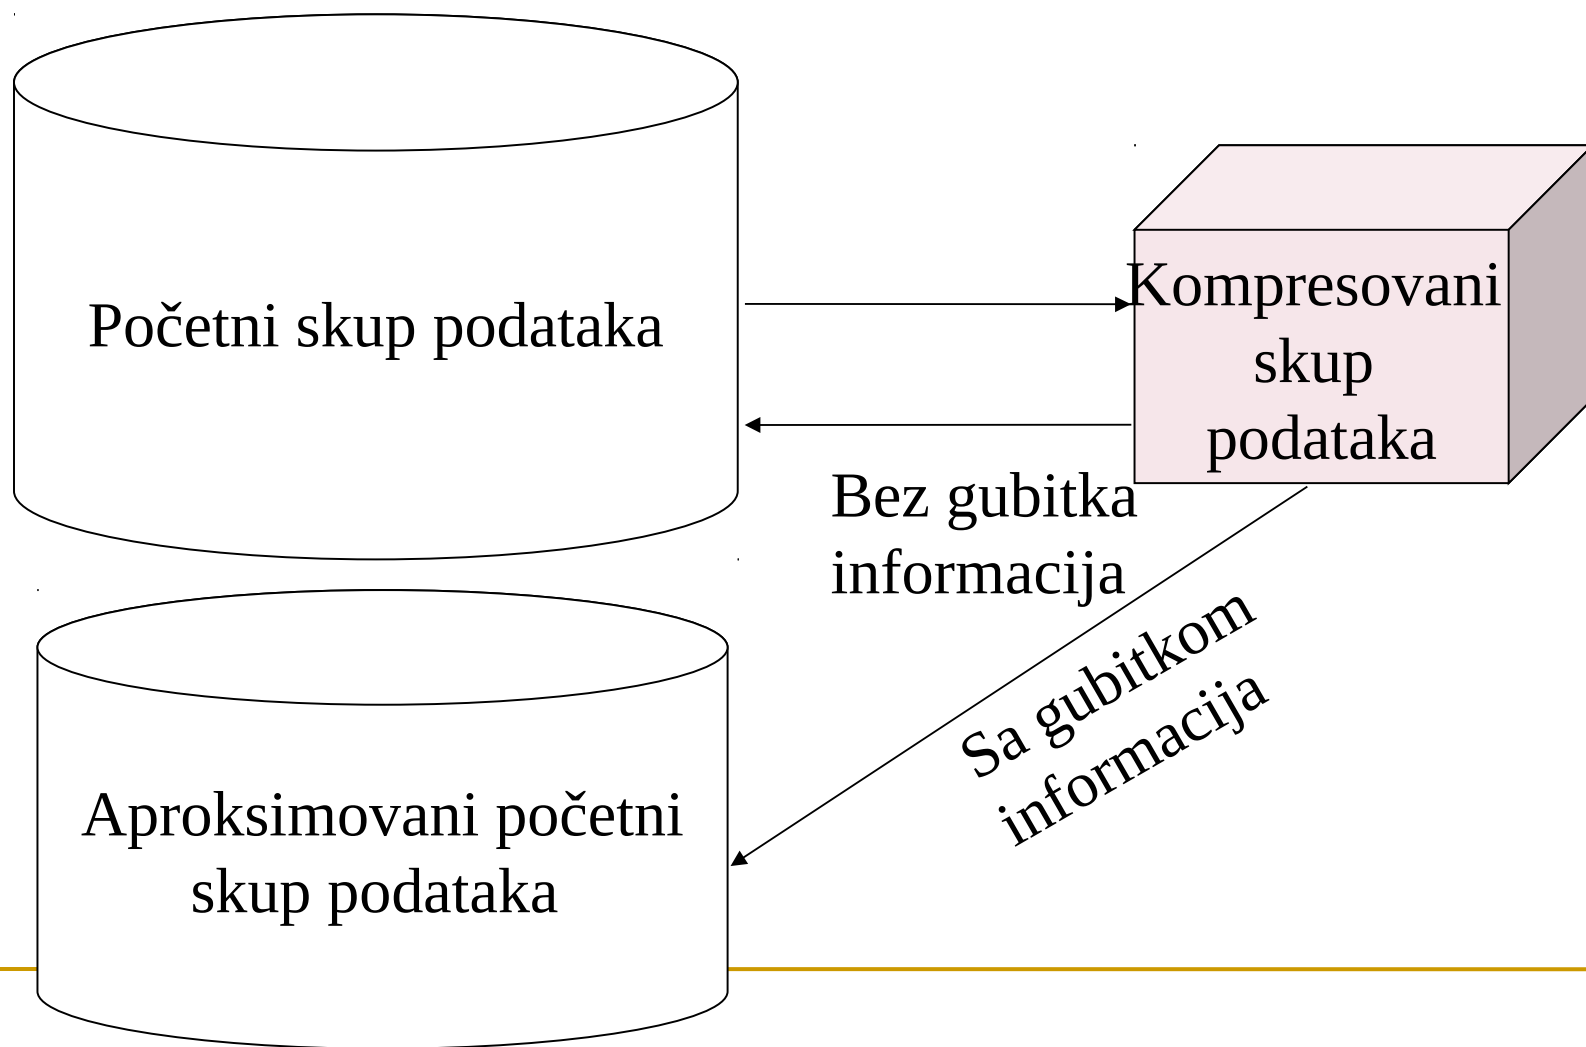 Početni skup podataka
Kompresovani
skup
podataka
Bez gubitka
informacija
Sa gubitkom
informacija
Aproksimovani početni
skup podataka